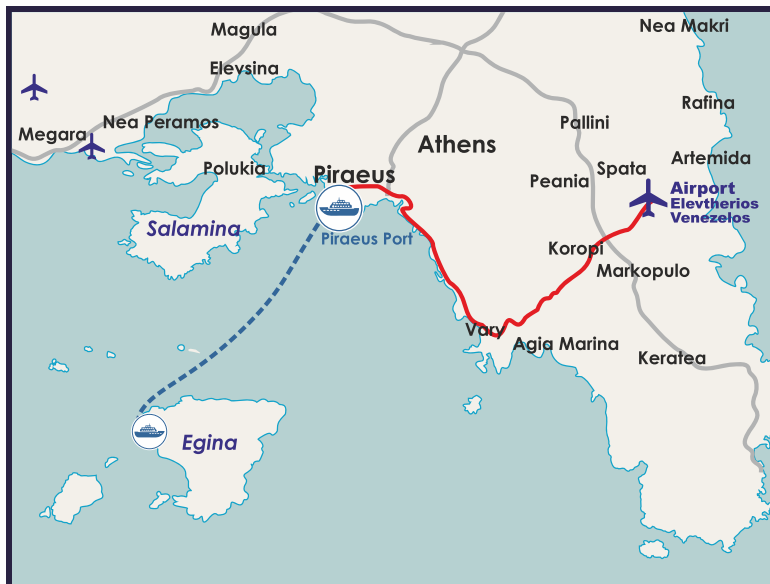 Magula
Nea Makri
Elevsina
Rafina
Nea Peramos
Pallini
Megara
Athens
Artemida
Polukia
Piraeus
Spata
Peania
Airport
Elevtherios
Venezelos
Salamina
Piraeus Port
Koropi
Markopulo
Vary
Agia Marina
Keratea
Egina